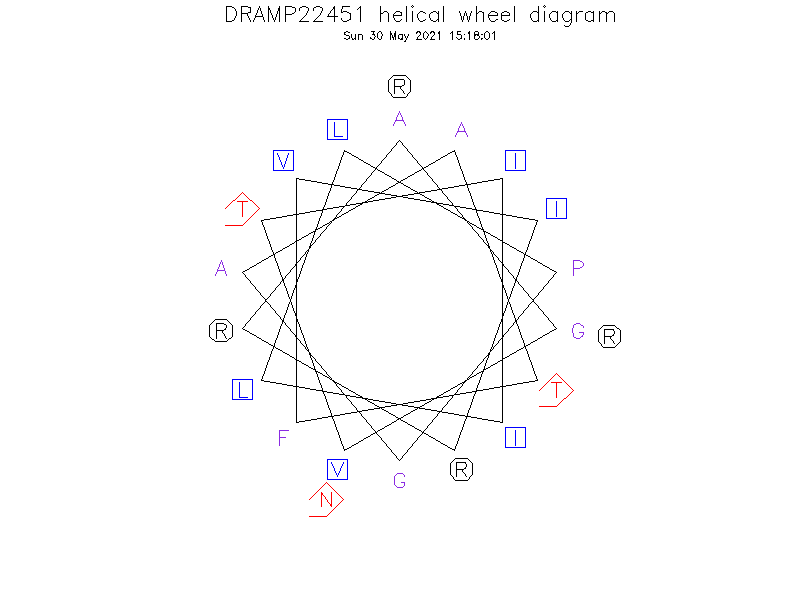 DRAMP22451 helical wheel diagram
Sun 30 May 2021 15:18:01
R
A
L A
V I
T I
A P
R G R
L T
F I
V R
G
N